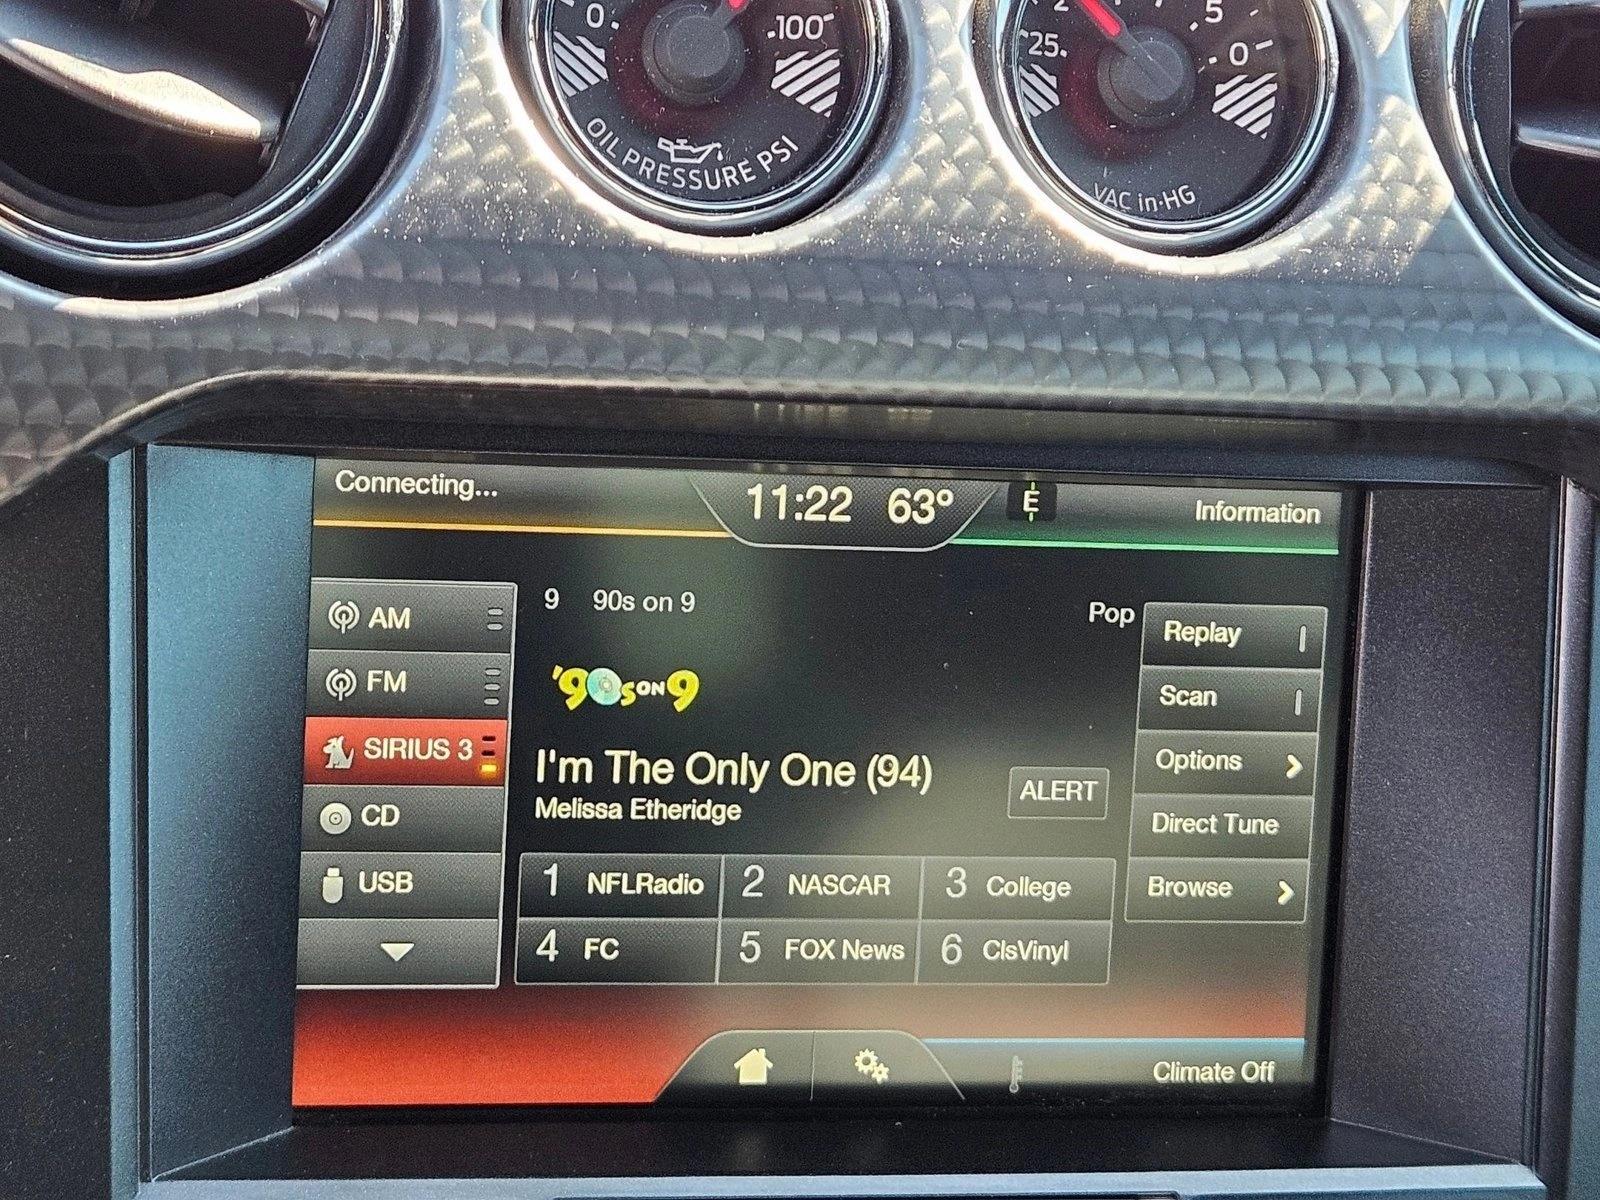 0
100
OIL PRESSURE PSI
25
5
0
VAC in-HG
Connecting...
11:22 63°
E
Information
AM
FM
SIRIUS 3
CD
USB
9 90s on 9
Pop
'90s ON 9
I'm The Only One (94)
Melissa Etheridge
ALERT
1 NFLRadio
2 NASCAR
3 College
4 FC
5 FOX News
6 ClsVinyl
Replay
Scan
Options
Direct Tune
Browse
Climate Off